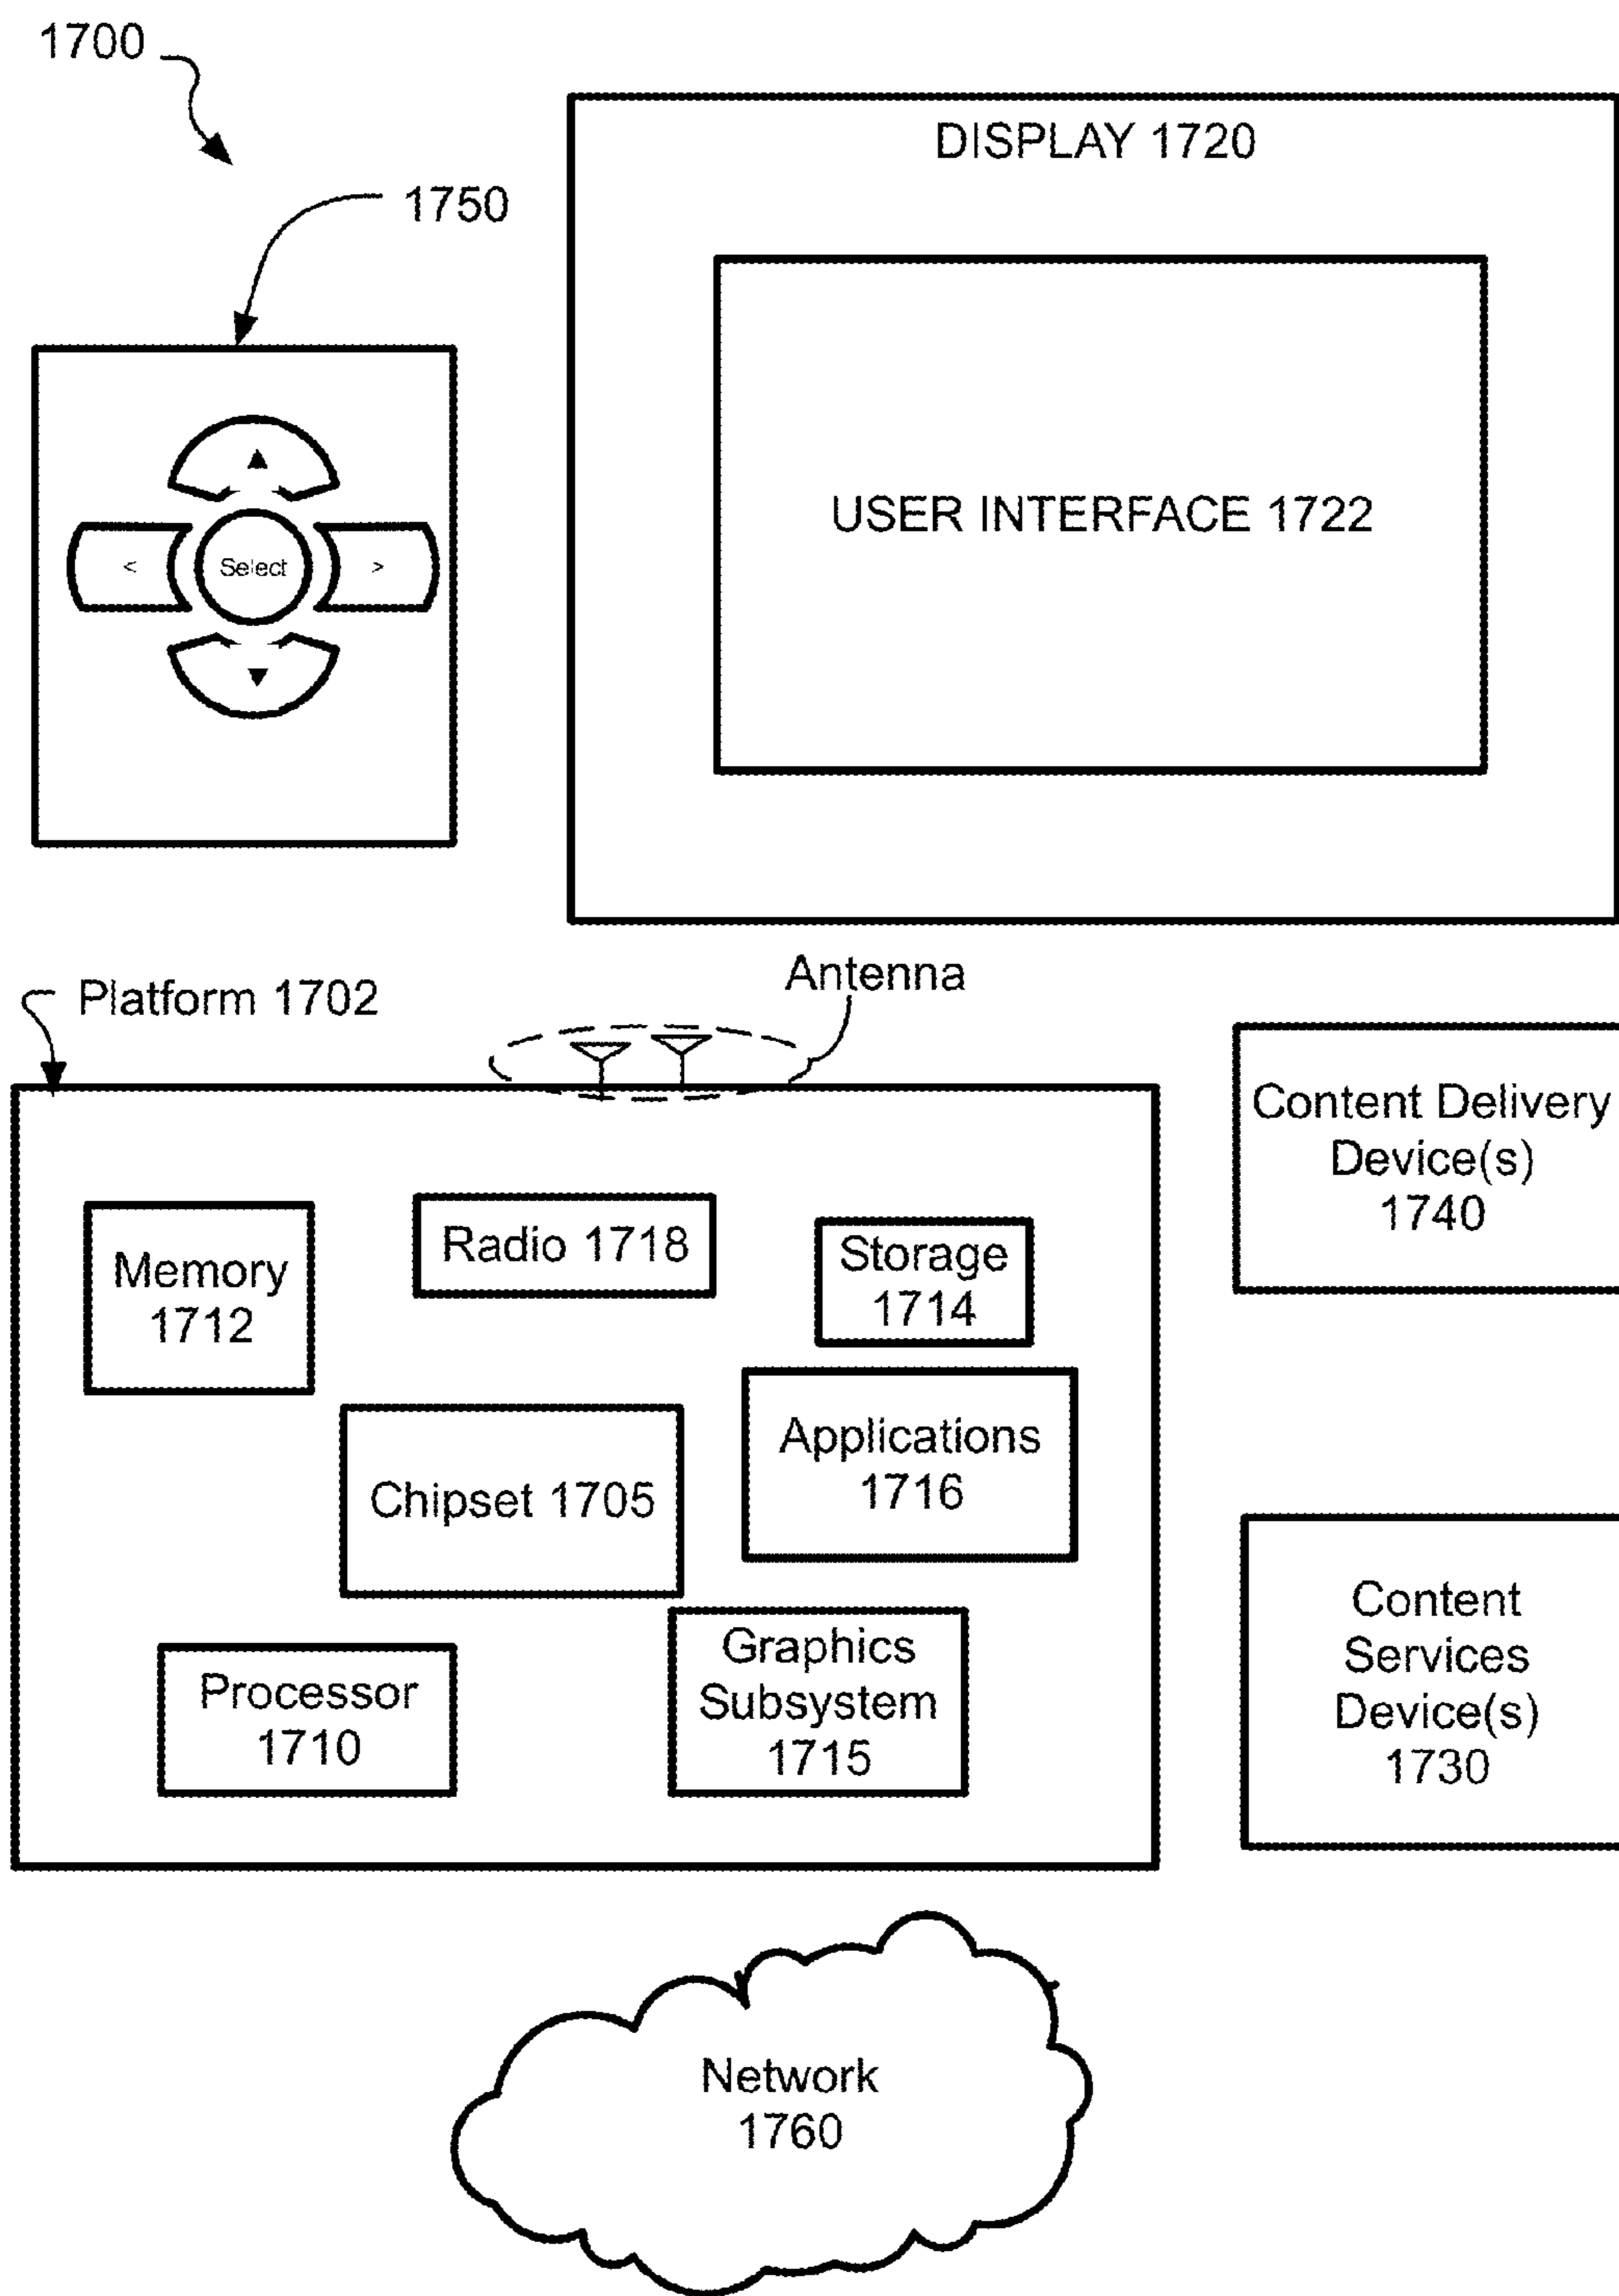 1700
DISPLAY 1720
1750
USER INTERFACE 1722
▲
< Select >
▼
Antenna
Platform 1702
Content Delivery
Device(s)
1740
Memory
1712
Radio 1718
Storage
1714
Chipset 1705
Applications
1716
Processor
1710
Graphics
Subsystem
1715
Content
Services
Device(s)
1730
Network
1760